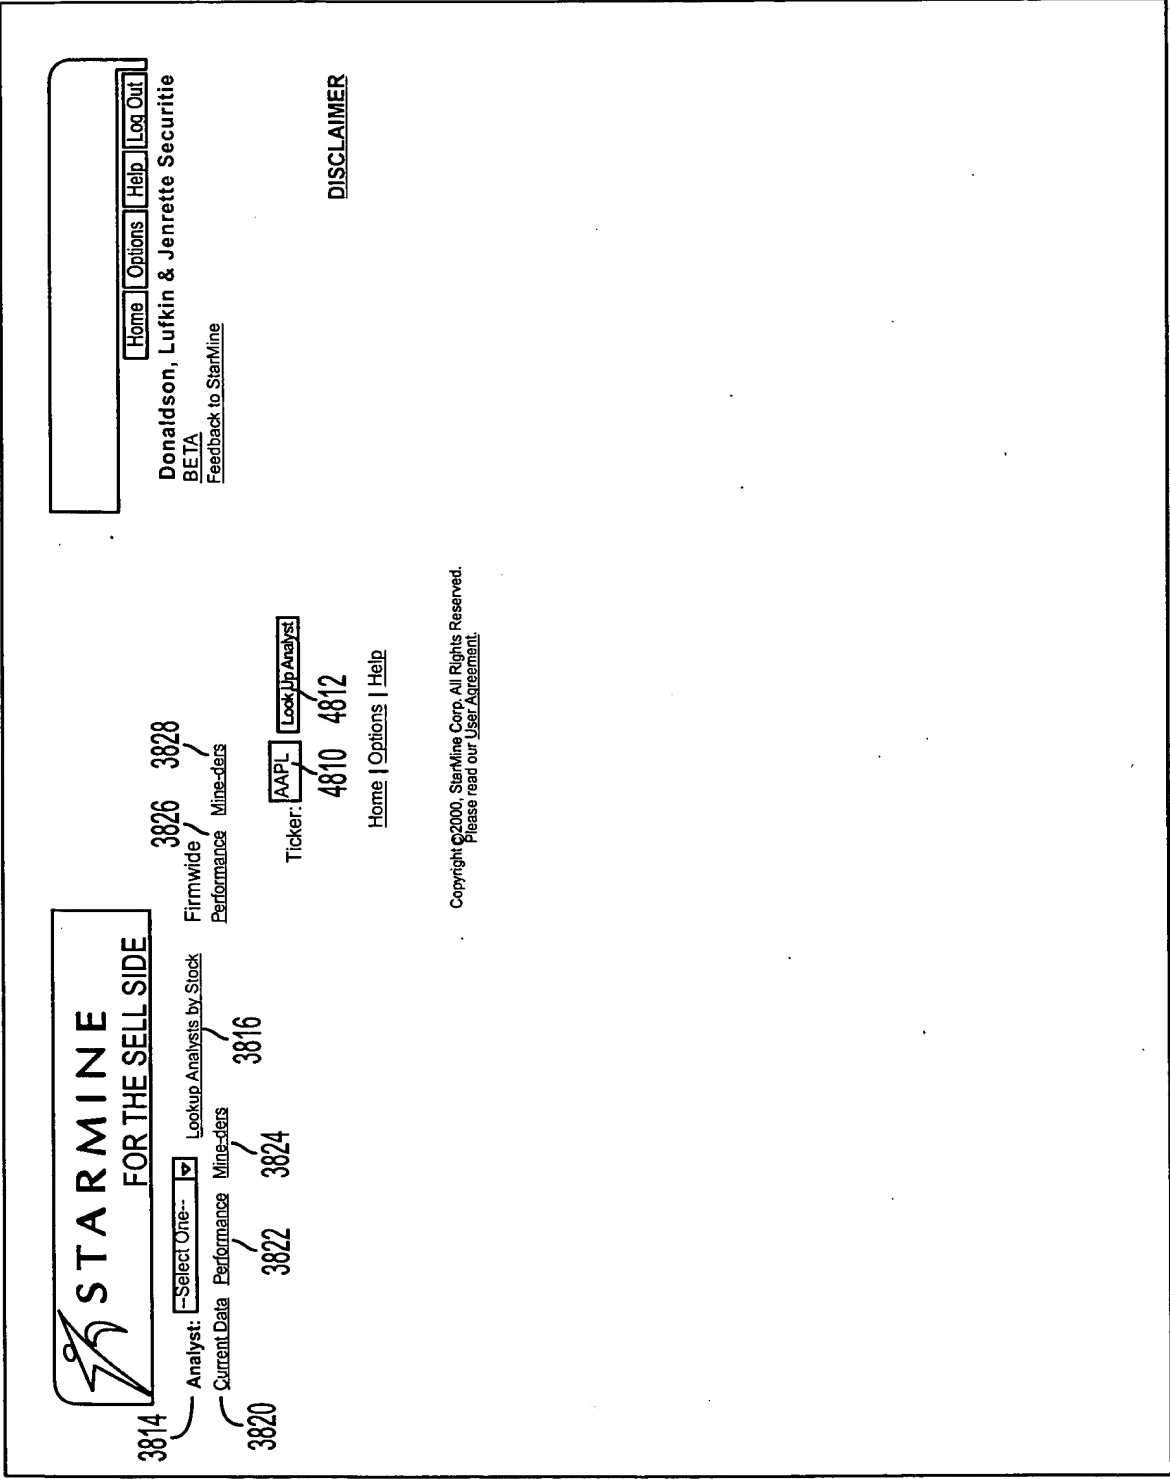 STARMINE
FOR THE SELL SIDE
Home Options Help Log Out
Donaldson, Lufkin & Jenrette Securitie
BETA
Feedback to StarMine
3814
Analyst: --Select One-- Lookup Analysts by Stock
Firmwide 3826 3828
Current Data Performance Mine-ders
Performance Mine-ders
3820 3822 3824 3816
Ticker: AAPL Look Up Analyst
4810 4812
DISCLAIMER
Home | Options | Help
Copyright ©2000, StarMine Corp. All Rights Reserved.
Please read our User Agreement.